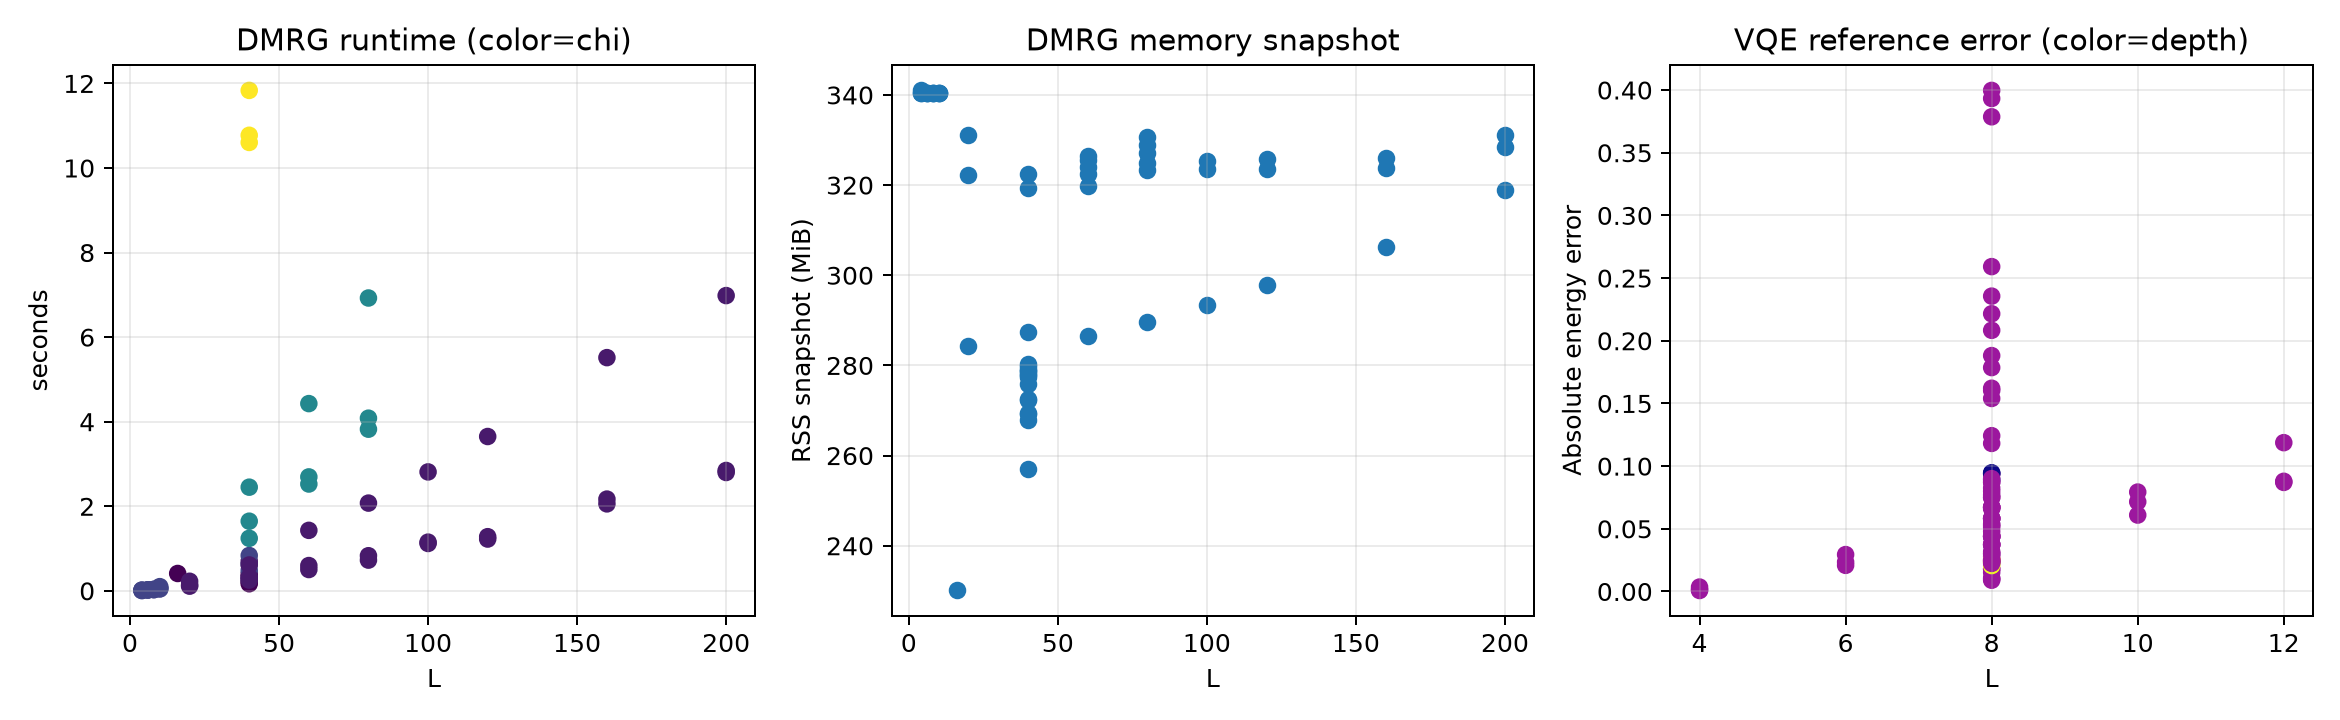 DMRG runtime (color=chi)
seconds
12
10
8
6
4
2
0
0 50 100 150 200
L
DMRG memory snapshot
RSS snapshot (MiB)
340
320
300
280
260
240
0 50 100 150 200
L
VQE reference error (color=depth)
Absolute energy error
0.40
0.35
0.30
0.25
0.20
0.15
0.10
0.05
0.00
4 6 8 10 12
L